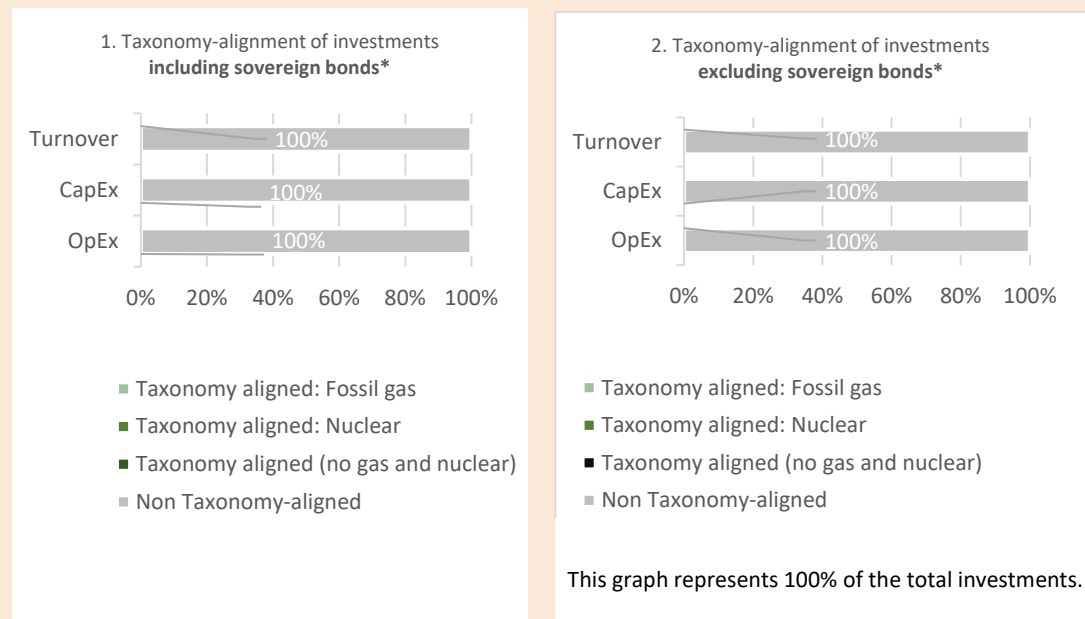 1. Taxonomy-alignment of investments
including sovereign bonds*
Turnover
100%
CapEx
100%
OpEx
100%
0% 20% 40% 60% 80% 100%
Taxonomy aligned: Fossil gas
Taxonomy aligned: Nuclear
Taxonomy aligned (no gas and nuclear)
Non Taxonomy-aligned
2. Taxonomy-alignment of investments
excluding sovereign bonds*
Turnover
100%
CapEx
100%
OpEx
100%
0% 20% 40% 60% 80% 100%
Taxonomy aligned: Fossil gas
Taxonomy aligned: Nuclear
Taxonomy aligned (no gas and nuclear)
Non Taxonomy-aligned
This graph represents 100% of the total investments.